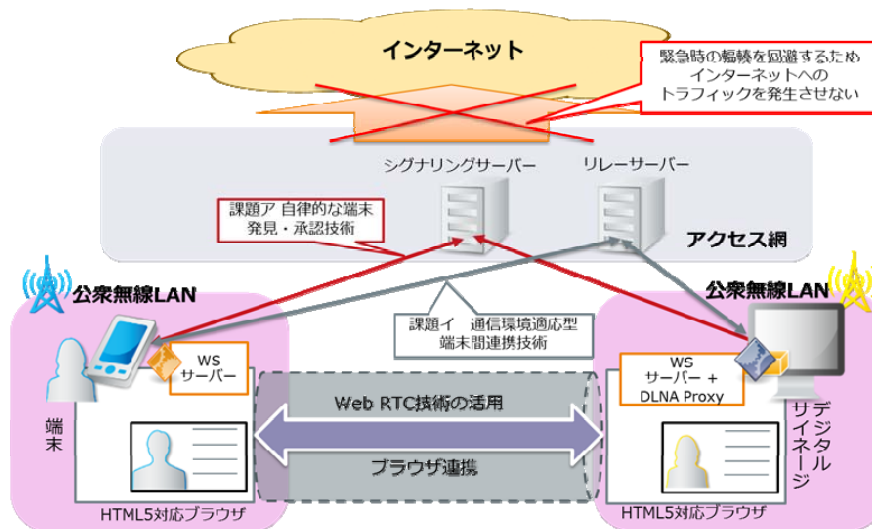 インターネット
緊急時の輻輳を回避するため
インターネットへの
トラフィックを発生させない
シグナリングサーバー
リレーサーバー
課題ア 自律的な端末
発見・承認技術
アクセス網
公衆無線LAN
公衆無線LAN
課題イ 通信環境適応型
端末間連携技術
WS
サーバー
WS
サーバー +
DLNA Proxy
端末
Web RTC技術の活用
ブラウザ連携
デジタル
サイネージ
HTML5対応ブラウザ
HTML5対応ブラウザ